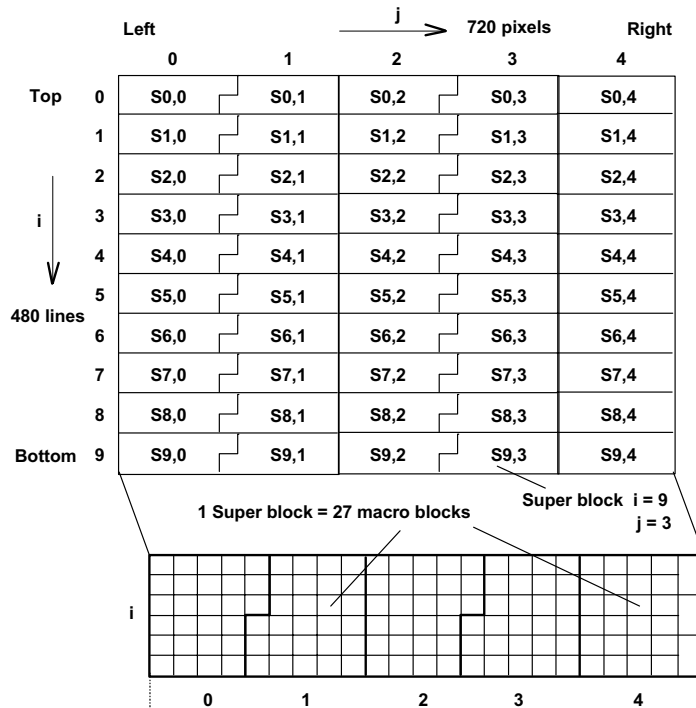 j
Left 720 pixels Right
0 1 2 3 4
Top 0 S0,0 S0,1 S0,2 S0,3 S0,4
1 S1,0 S1,1 S1,2 S1,3 S1,4
2 S2,0 S2,1 S2,2 S2,3 S2,4
3 S3,0 S3,1 S3,2 S3,3 S3,4
i
4 S4,0 S4,1 S4,2 S4,3 S4,4
5 S5,0 S5,1 S5,2 S5,3 S5,4
480 lines
6 S6,0 S6,1 S6,2 S6,3 S6,4
7 S7,0 S7,1 S7,2 S7,3 S7,4
8 S8,0 S8,1 S8,2 S8,3 S8,4
Bottom 9 S9,0 S9,1 S9,2 S9,3 S9,4
Super block i = 9
1 Super block = 27 macro blocks
j = 3
i
0 1 2 3 4